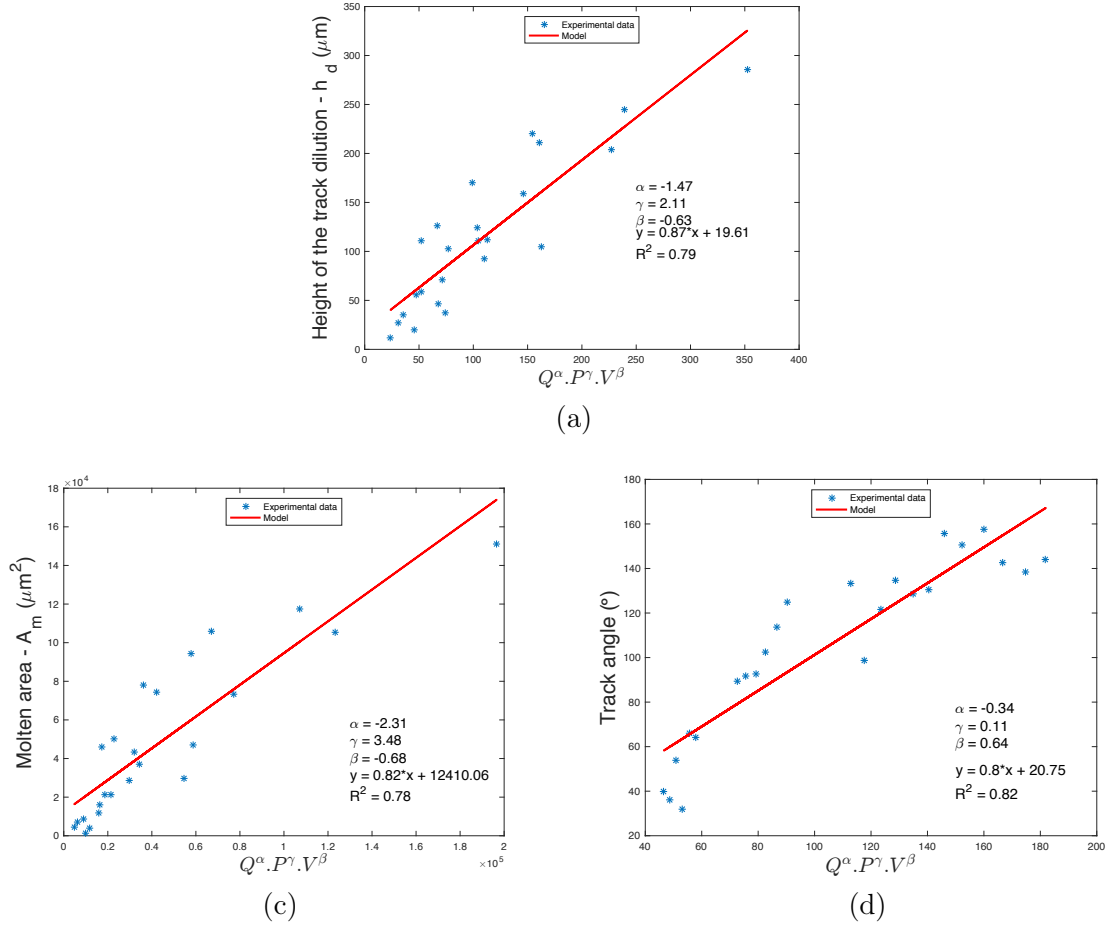 Height of the track dilution - h_d (μm)
350
300
250
200
150
100
50
0
Experimental data
Model
α = -1.47
γ = 2.11
β = -0.63
y = 0.87*x + 19.61
R² = 0.79
0 50 100 150 200 250 300 350 400
Q^α.P^γ.V^β
(a)
Molten area - A_m (μm²)
×10⁴
18
16
14
12
10
8
6
4
2
0
Experimental data
Model
α = -2.31
γ = 3.48
β = -0.68
y = 0.82*x + 12410.06
R² = 0.78
0 0.2 0.4 0.6 0.8 1 1.2 1.4 1.6 1.8 2
×10⁵
Q^α.P^γ.V^β
(c)
Track angle (°)
180
160
140
120
100
80
60
40
20
Experimental data
Model
α = -0.34
γ = 0.11
β = 0.64
y = 0.8*x + 20.75
R² = 0.82
40 60 80 100 120 140 160 180 200
Q^α.P^γ.V^β
(d)